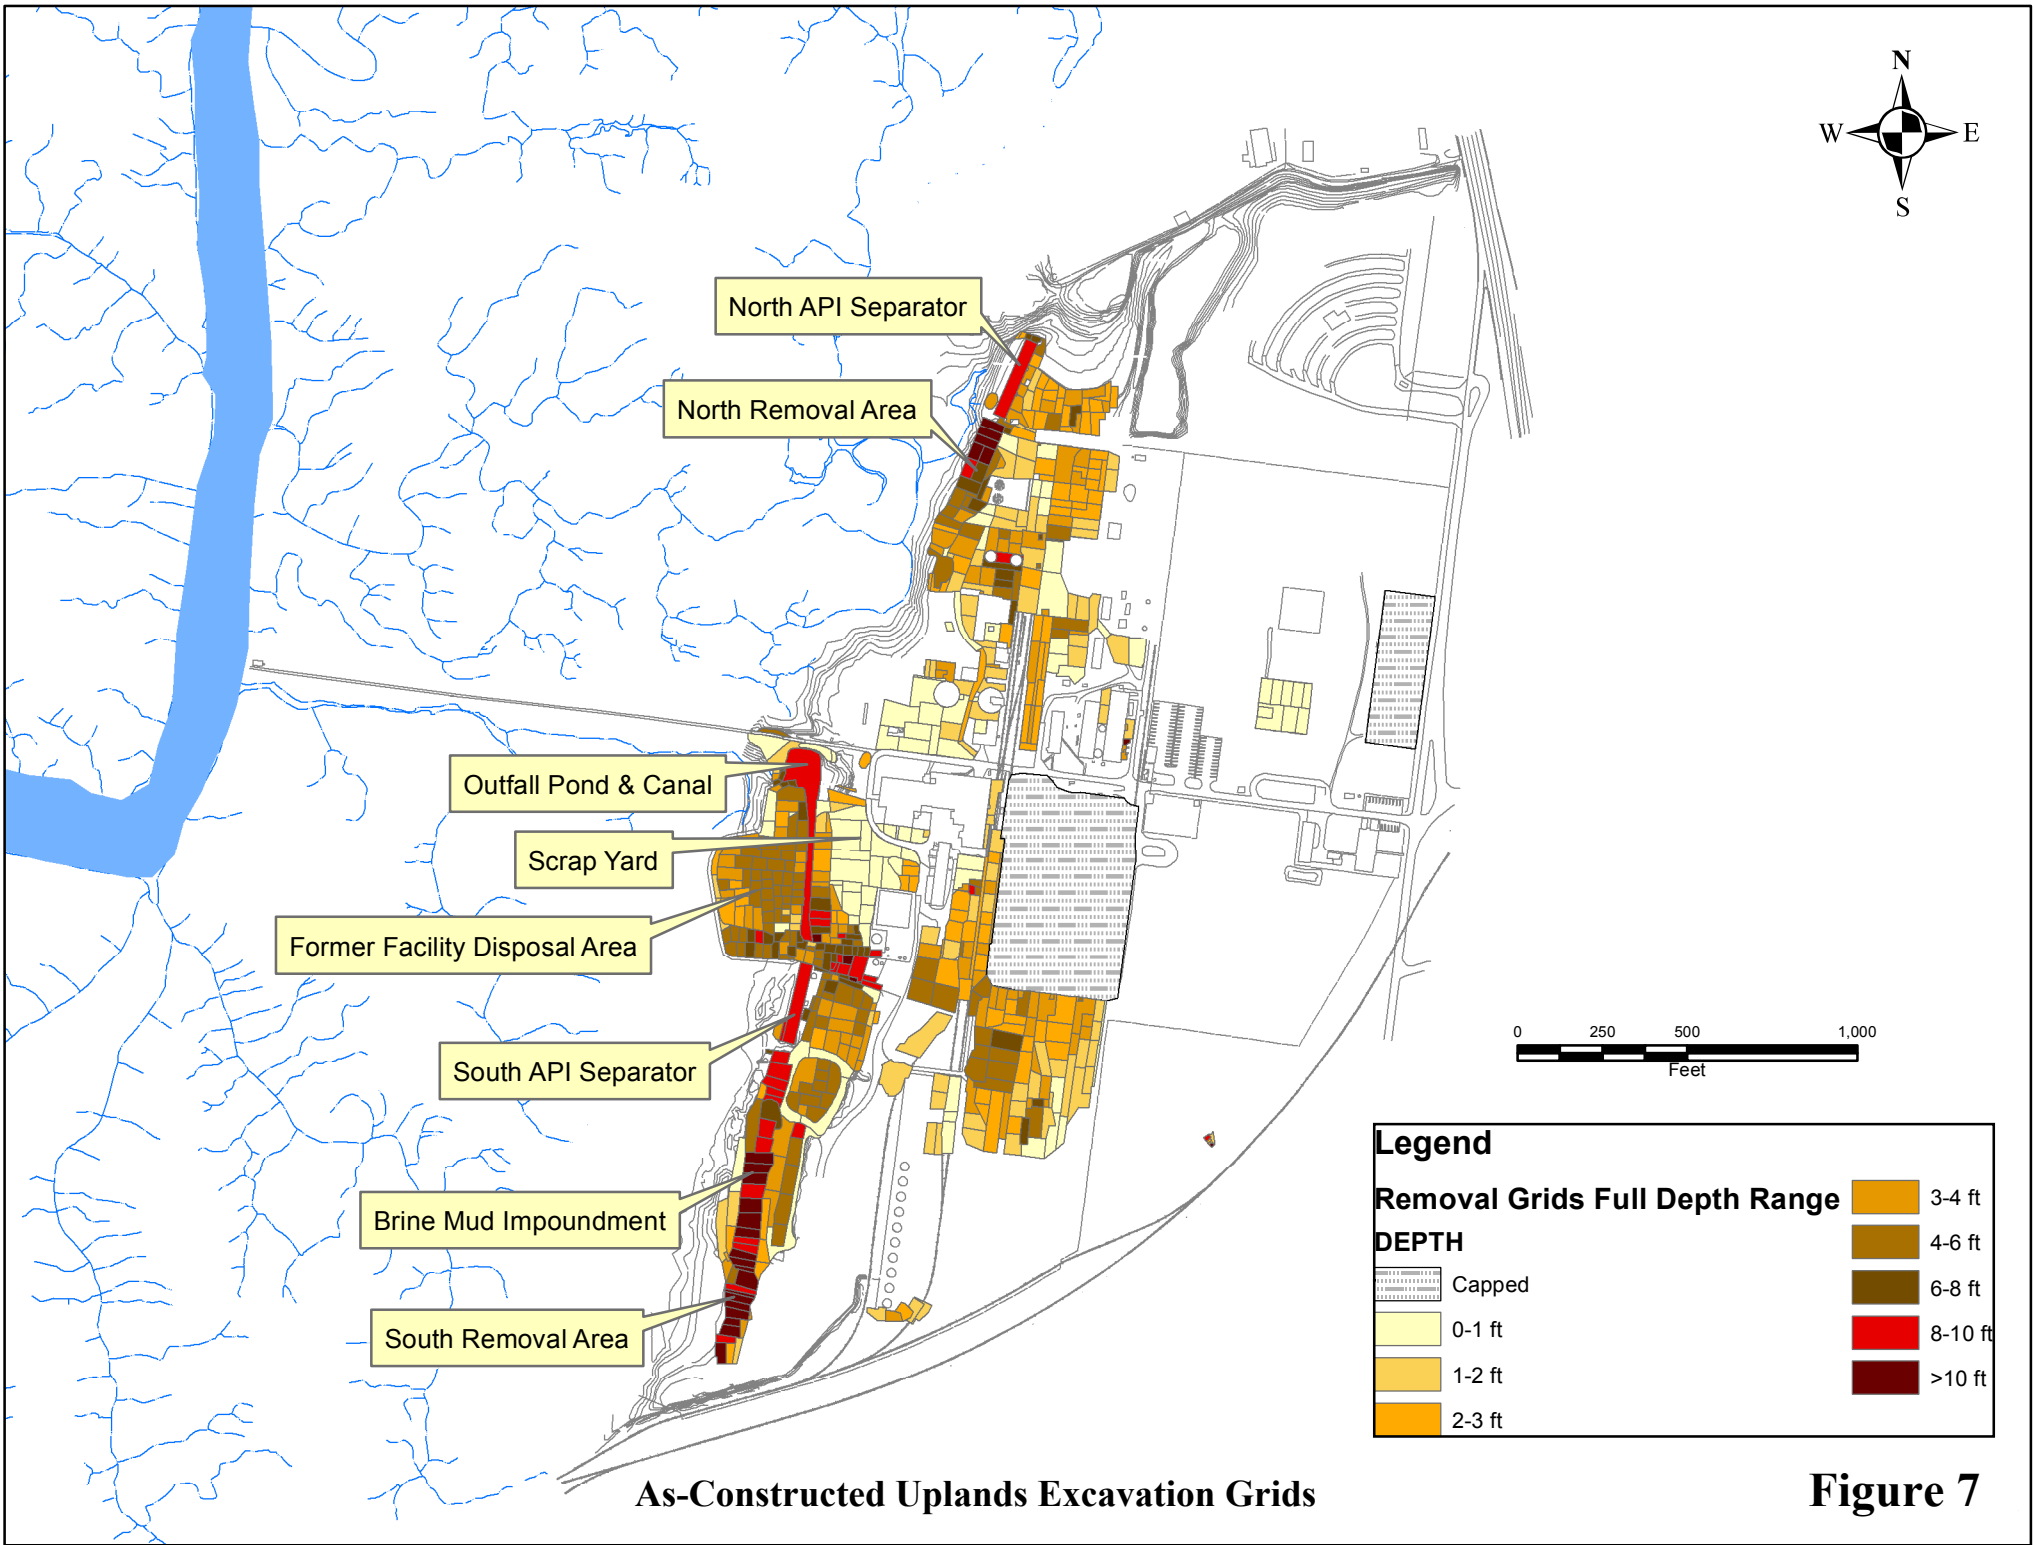 N
W E
S
North API Separator
North Removal Area
Outfall Pond & Canal
Scrap Yard
Former Facility Disposal Area
South API Separator
Brine Mud Impoundment
South Removal Area
0 250 500 1,000
Feet
Legend
Removal Grids Full Depth Range
DEPTH
Capped
0-1 ft
1-2 ft
2-3 ft
3-4 ft
4-6 ft
6-8 ft
8-10 ft
>10 ft
As-Constructed Uplands Excavation Grids
Figure 7